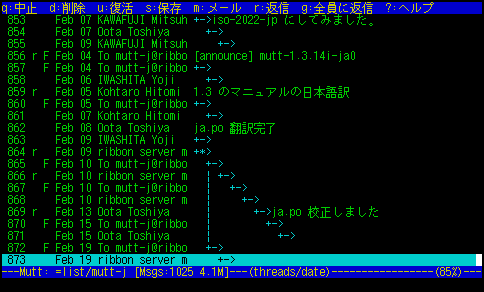 q:中止  d:削除  u:復活  s:保存  m:メール  r:返信  g:全員に返信  ?:ヘルプ
853     Feb 07 KAWAFUJI Mitsuh +->iso-2022-jp にしてみました。
854     Feb 07 Oota Toshiya      +->
855     Feb 09 KAWAFUJI Mitsuh   +->
856 r F Feb 04 To mutt-j@ribbo [announce] mutt-1.3.14i-ja0
857   F Feb 04 To mutt-j@ribbo +->
858     Feb 06 IWASHITA Yoji     +->
859 r   Feb 05 Kohtaro Hitomi  1.3 のマニュアルの日本語訳
860   F Feb 05 To mutt-j@ribbo +->
861     Feb 07 Kohtaro Hitomi    +->
862     Feb 08 Oota Toshiya    ja.po 翻訳完了
863     Feb 09 IWASHITA Yoji   +->
864 r   Feb 09 ribbon server m +*>
865   F Feb 10 To mutt-j@ribbo   +->
866 r   Feb 10 ribbon server m   | +->
867   F Feb 10 To mutt-j@ribbo   | +->
868     Feb 10 ribbon server m   | +->
869 r   Feb 13 Oota Toshiya      |   +->ja.po 校正しました
870   F Feb 15 To mutt-j@ribbo   |     +->
871     Feb 15 Oota Toshiya      |       +->
872   F Feb 19 To mutt-j@ribbo   +->
873     Feb 19 ribbon server m     +->
---Mutt: =list/mutt-j [Msgs:1025 4.1M]---(threads/date)-----------------(85%)---